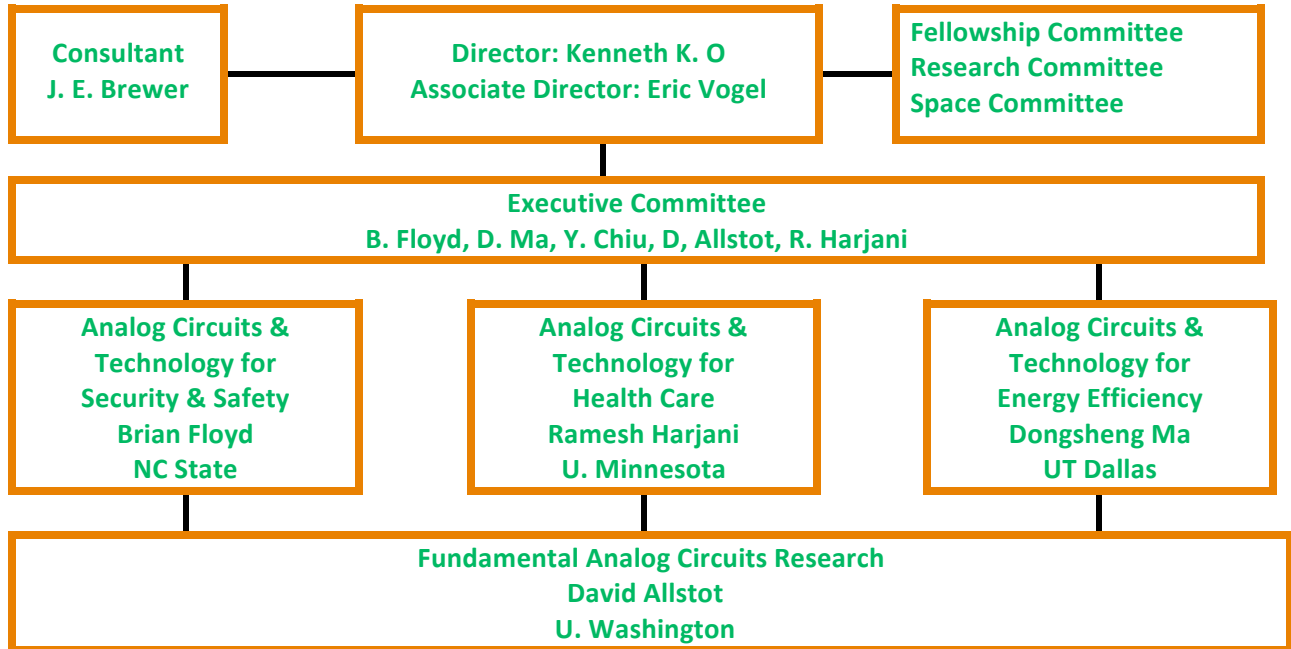 Consultant
J. E. Brewer
Director: Kenneth K. O
Associate Director: Eric Vogel
Fellowship Committee
Research Committee
Space Committee
Executive Committee
B. Floyd, D. Ma, Y. Chiu, D, Allstot, R. Harjani
Analog Circuits &
Technology for
Security & Safety
Brian Floyd
NC State
Analog Circuits &
Technology for
Health Care
Ramesh Harjani
U. Minnesota
Analog Circuits &
Technology for
Energy Efficiency
Dongsheng Ma
UT Dallas
Fundamental Analog Circuits Research
David Allstot
U. Washington